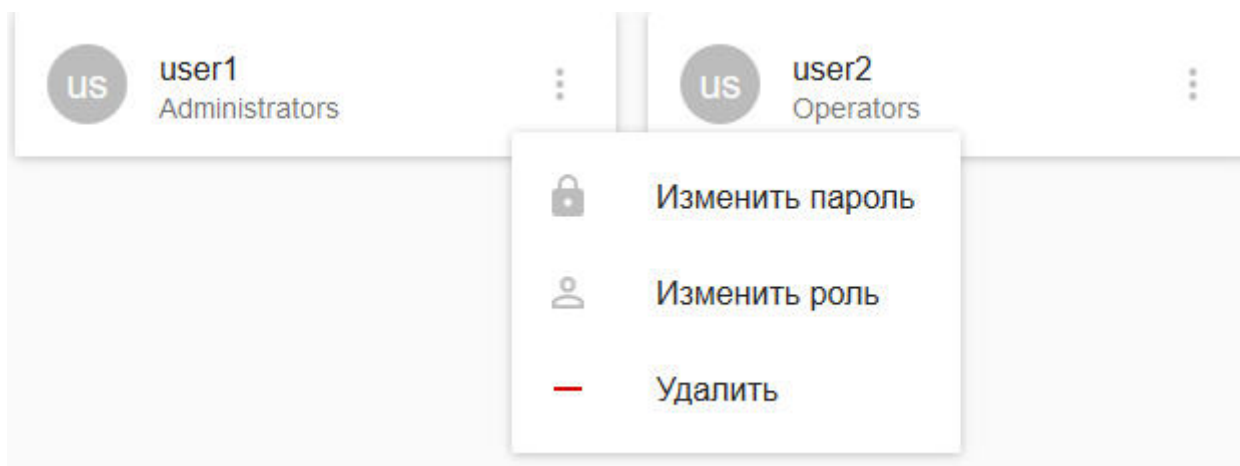 us
user1
Administrators
us
user2
Operators
Изменить пароль
Изменить роль
Удалить